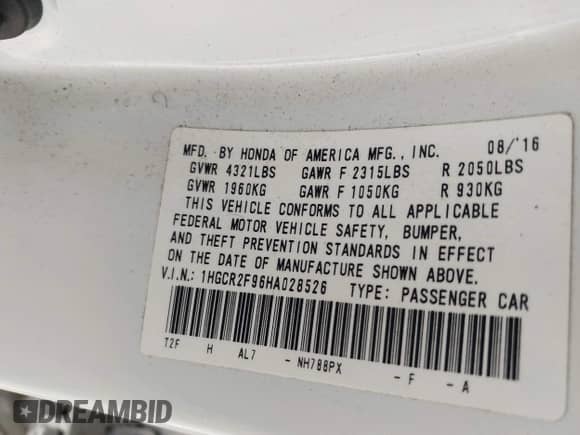 MFD. BY HONDA OF AMERICA MFG., INC. 08/'16
GVWR 4321LBS GAWR F 2315LBS R 2050LBS
GVWR 1960KG GAWR F 1050KG R 930KG
THIS VEHICLE CONFORMS TO ALL APPLICABLE
FEDERAL MOTOR VEHICLE SAFETY, BUMPER,
AND THEFT PREVENTION STANDARDS IN EFFECT
ON THE DATE OF MANUFACTURE SHOWN ABOVE.
V.I.N.: 1HGCR2F96HA028526 TYPE: PASSENGER CAR
T2F H AL7 - NH788PX - F - A
DREAMBID